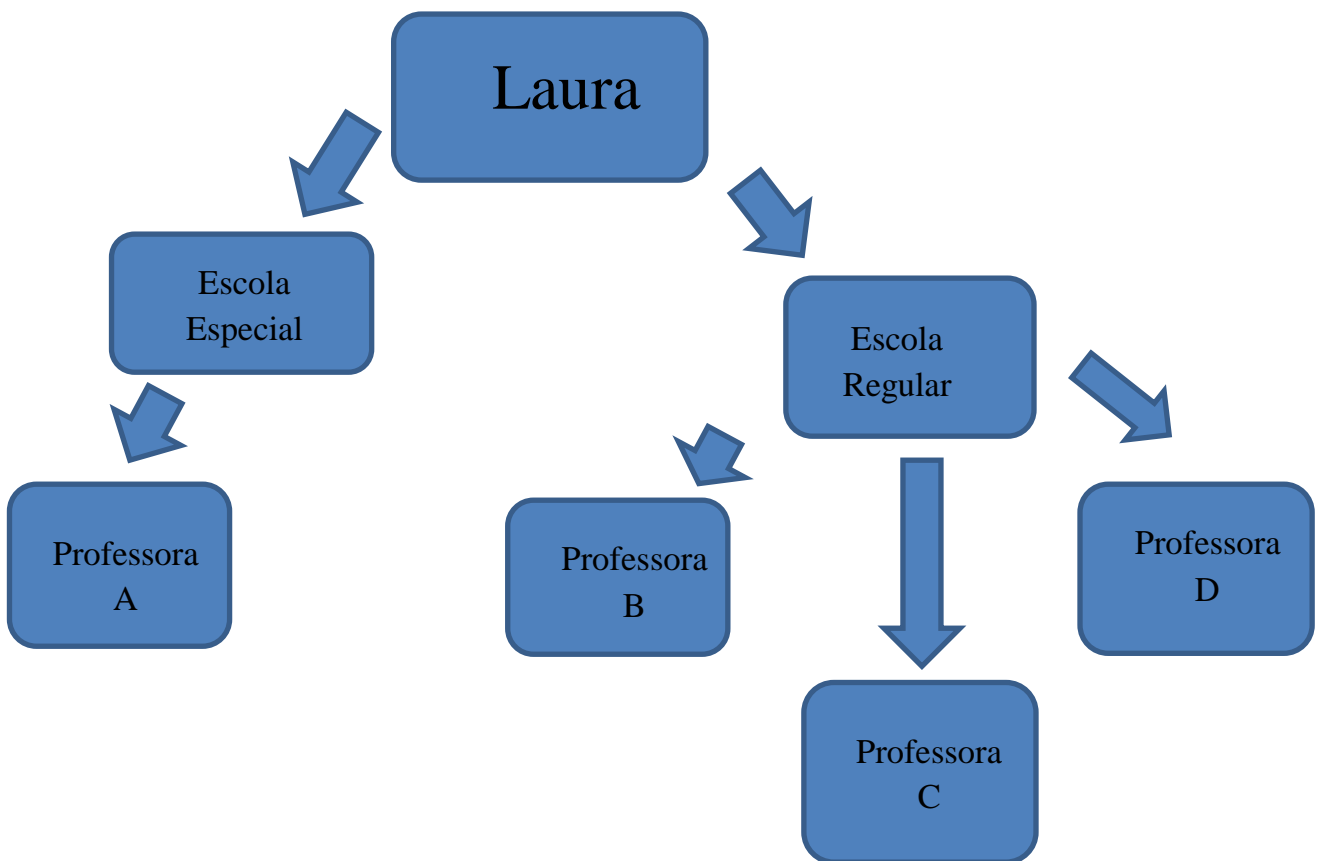 Laura
Escola
Especial
Escola
Regular
Professora
A
Professora
B
Professora
D
Professora
C